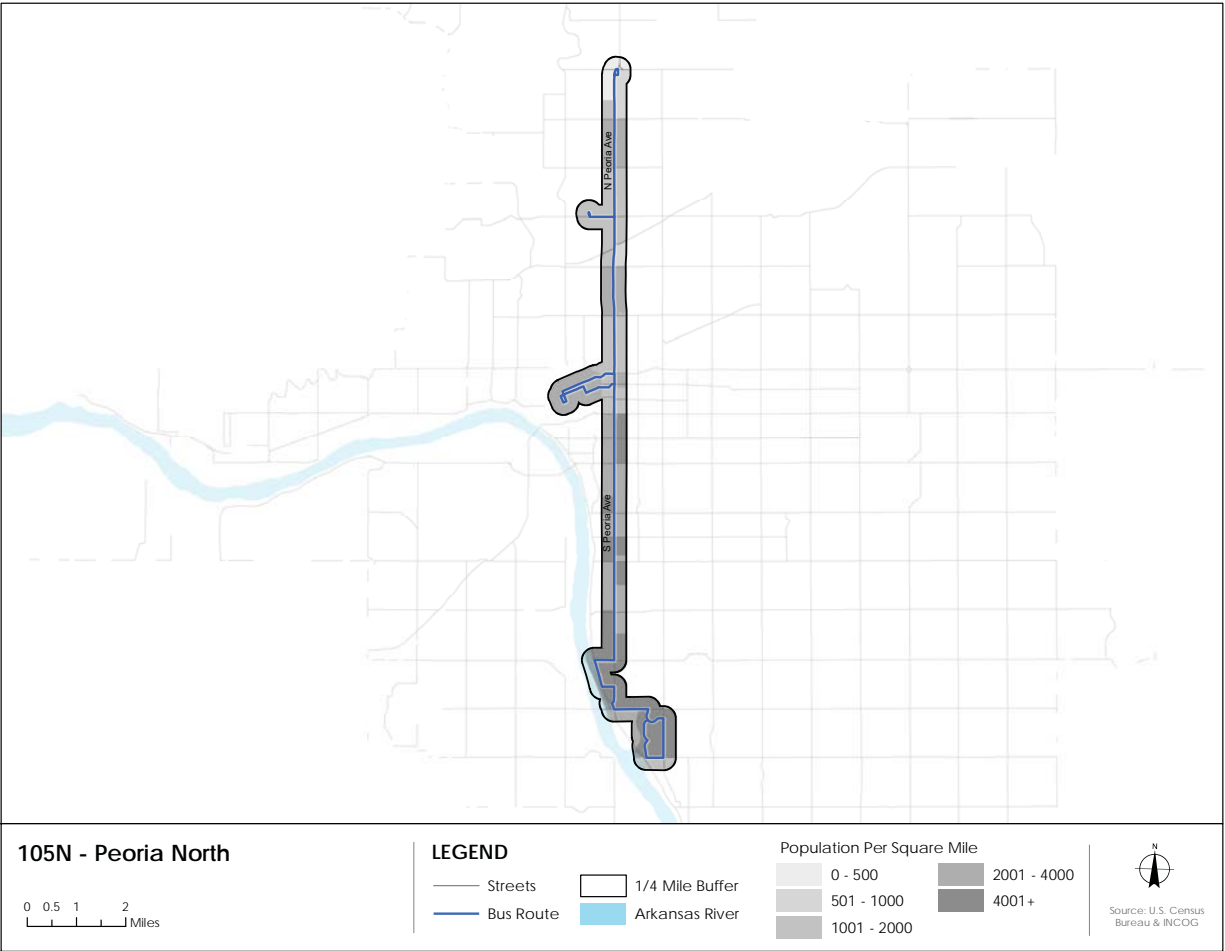 N Peoria Ave
S Peoria Ave
105N - Peoria North
0 0.5 1 2
Miles
LEGEND
Streets
Bus Route
1/4 Mile Buffer
Arkansas River
Population Per Square Mile
0 - 500
501 - 1000
1001 - 2000
2001 - 4000
4001+
N
Source: U.S. Census
Bureau & INCOG